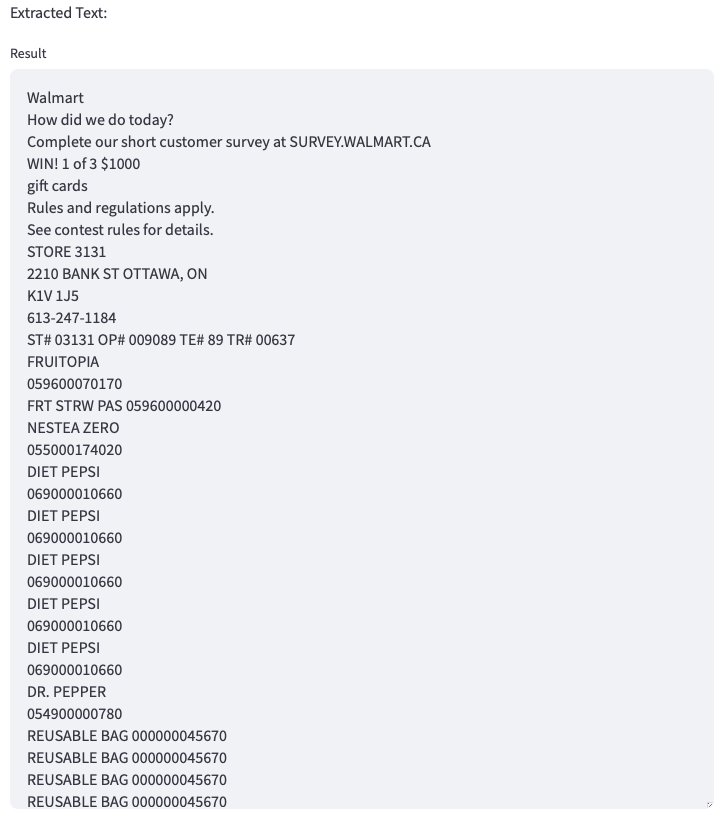 Extracted Text:
Result
Walmart
How did we do today?
Complete our short customer survey at SURVEY.WALMART.CA
WIN! 1 of 3 $1000
gift cards
Rules and regulations apply.
See contest rules for details.
STORE 3131
2210 BANK ST OTTAWA, ON
K1V 1J5
613-247-1184
ST# 03131 OP# 009089 TE# 89 TR# 00637
FRUITOPIA
059600070170
FRT STRW PAS 059600000420
NESTEA ZERO
055000174020
DIET PEPSI
069000010660
DIET PEPSI
069000010660
DIET PEPSI
069000010660
DIET PEPSI
069000010660
DIET PEPSI
069000010660
DR. PEPPER
054900000780
REUSABLE BAG 000000045670
REUSABLE BAG 000000045670
REUSABLE BAG 000000045670
REUSABLE BAG 000000045670